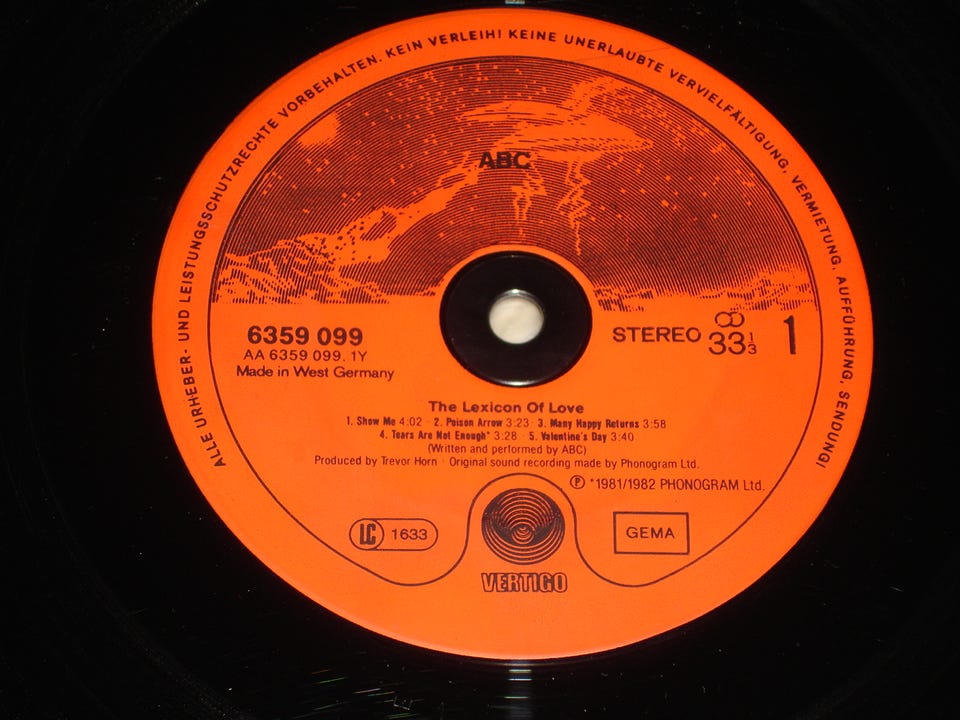 ALLE URHEBER- UND LEISTUNGSSCHUTZRECHTE VORBEHALTEN. KEIN VERLEIH! KEINE UNERLAUBTE VERVIELFÄLTIGUNG, VERMIETUNG, AUFFÜHRUNG, SENDUNG!
ABC
6359 099
AA 6359 099. 1Y
Made in West Germany
STEREO 33 1/3
1
The Lexicon Of Love
1. Show Me 4:02 · 2. Poison Arrow 3:23 · 3. Many Happy Returns 3:58
4. Tears Are Not Enough* 3:28 · 5. Valentine's Day 3:40
(Written and performed by ABC)
Produced by Trevor Horn · Original sound recording made by Phonogram Ltd.
℗ *1981/1982 PHONOGRAM Ltd.
LC 1633
GEMA
VERTIGO